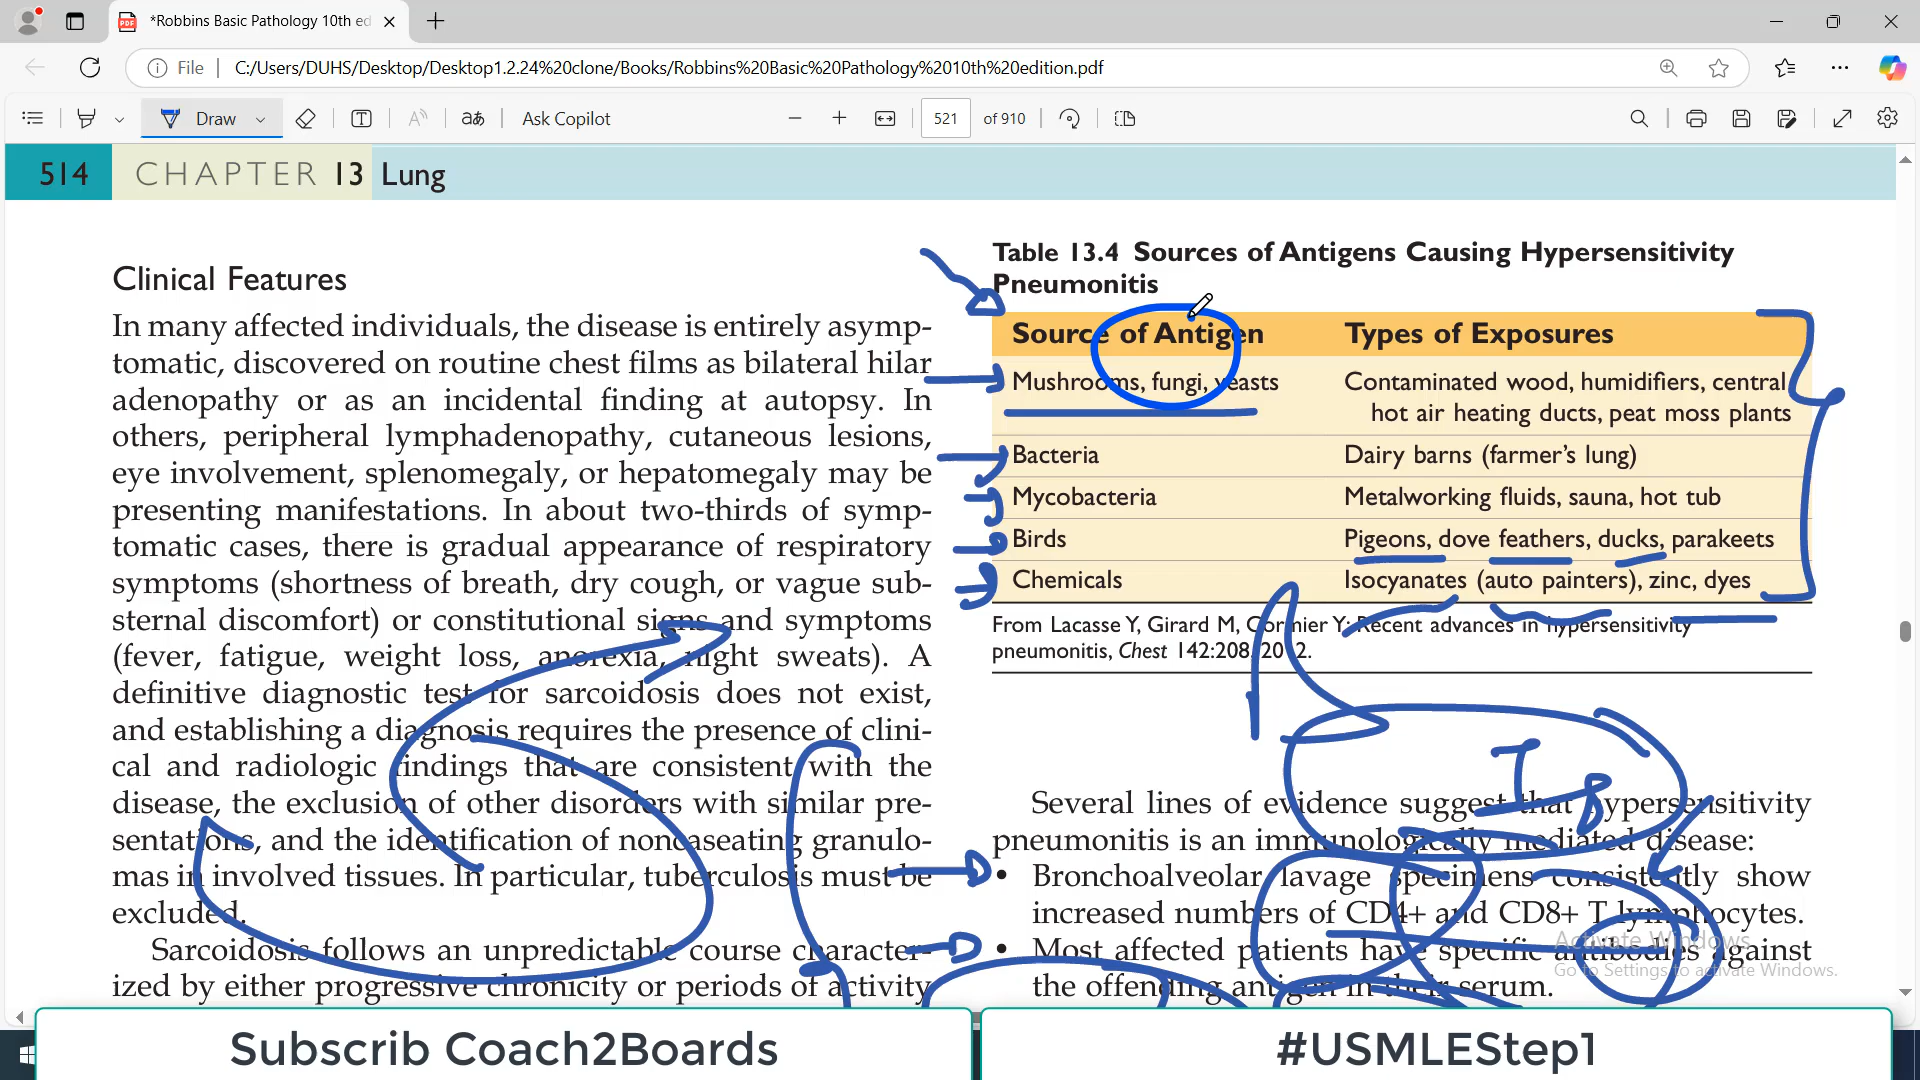 *Robbins Basic Pathology 10th ed
File
C:/Users/DUHS/Desktop/Desktop1.2.24%20clone/Books/Robbins%20Basic%20Pathology%2010th%20edition.pdf
Draw
Ask Copilot
521 of 910
514 CHAPTER 13 Lung
Clinical Features
In many affected individuals, the disease is entirely asymp-
tomatic, discovered on routine chest films as bilateral hilar
adenopathy or as an incidental finding at autopsy. In
others, peripheral lymphadenopathy, cutaneous lesions,
eye involvement, splenomegaly, or hepatomegaly may be
presenting manifestations. In about two-thirds of symp-
tomatic cases, there is gradual appearance of respiratory
symptoms (shortness of breath, dry cough, or vague sub-
sternal discomfort) or constitutional signs and symptoms
(fever, fatigue, weight loss, anorexia, night sweats). A
definitive diagnostic test for sarcoidosis does not exist,
and establishing a diagnosis requires the presence of clini-
cal and radiologic findings that are consistent with the
disease, the exclusion of other disorders with similar pre-
sentations, and the identification of noncaseating granulo-
mas in involved tissues. In particular, tuberculosis must be
excluded.
Sarcoidosis follows an unpredictable course character-
ized by either progressive chronicity or periods of activity
Table 13.4 Sources of Antigens Causing Hypersensitivity
Pneumonitis
Source of Antigen Types of Exposures
Mushrooms, fungi, yeasts Contaminated wood, humidifiers, central
hot air heating ducts, peat moss plants
Bacteria Dairy barns (farmer's lung)
Mycobacteria Metalworking fluids, sauna, hot tub
Birds Pigeons, dove feathers, ducks, parakeets
Chemicals Isocyanates (auto painters), zinc, dyes
From Lacasse Y, Girard M, Cormier Y: Recent advances in hypersensitivity
pneumonitis, Chest 142:208, 2012.
I
8
Several lines of evidence suggest that hypersensitivity
pneumonitis is an immunologically mediated disease:
• Bronchoalveolar lavage specimens consistently show
increased numbers of CD4+ and CD8+ T lymphocytes.
• Most affected patients have specific antibodies against
the offending antigen in their serum.
Activate Windows
Go to Settings to activate Windows.
Subscrib Coach2Boards
#USMLEStep1